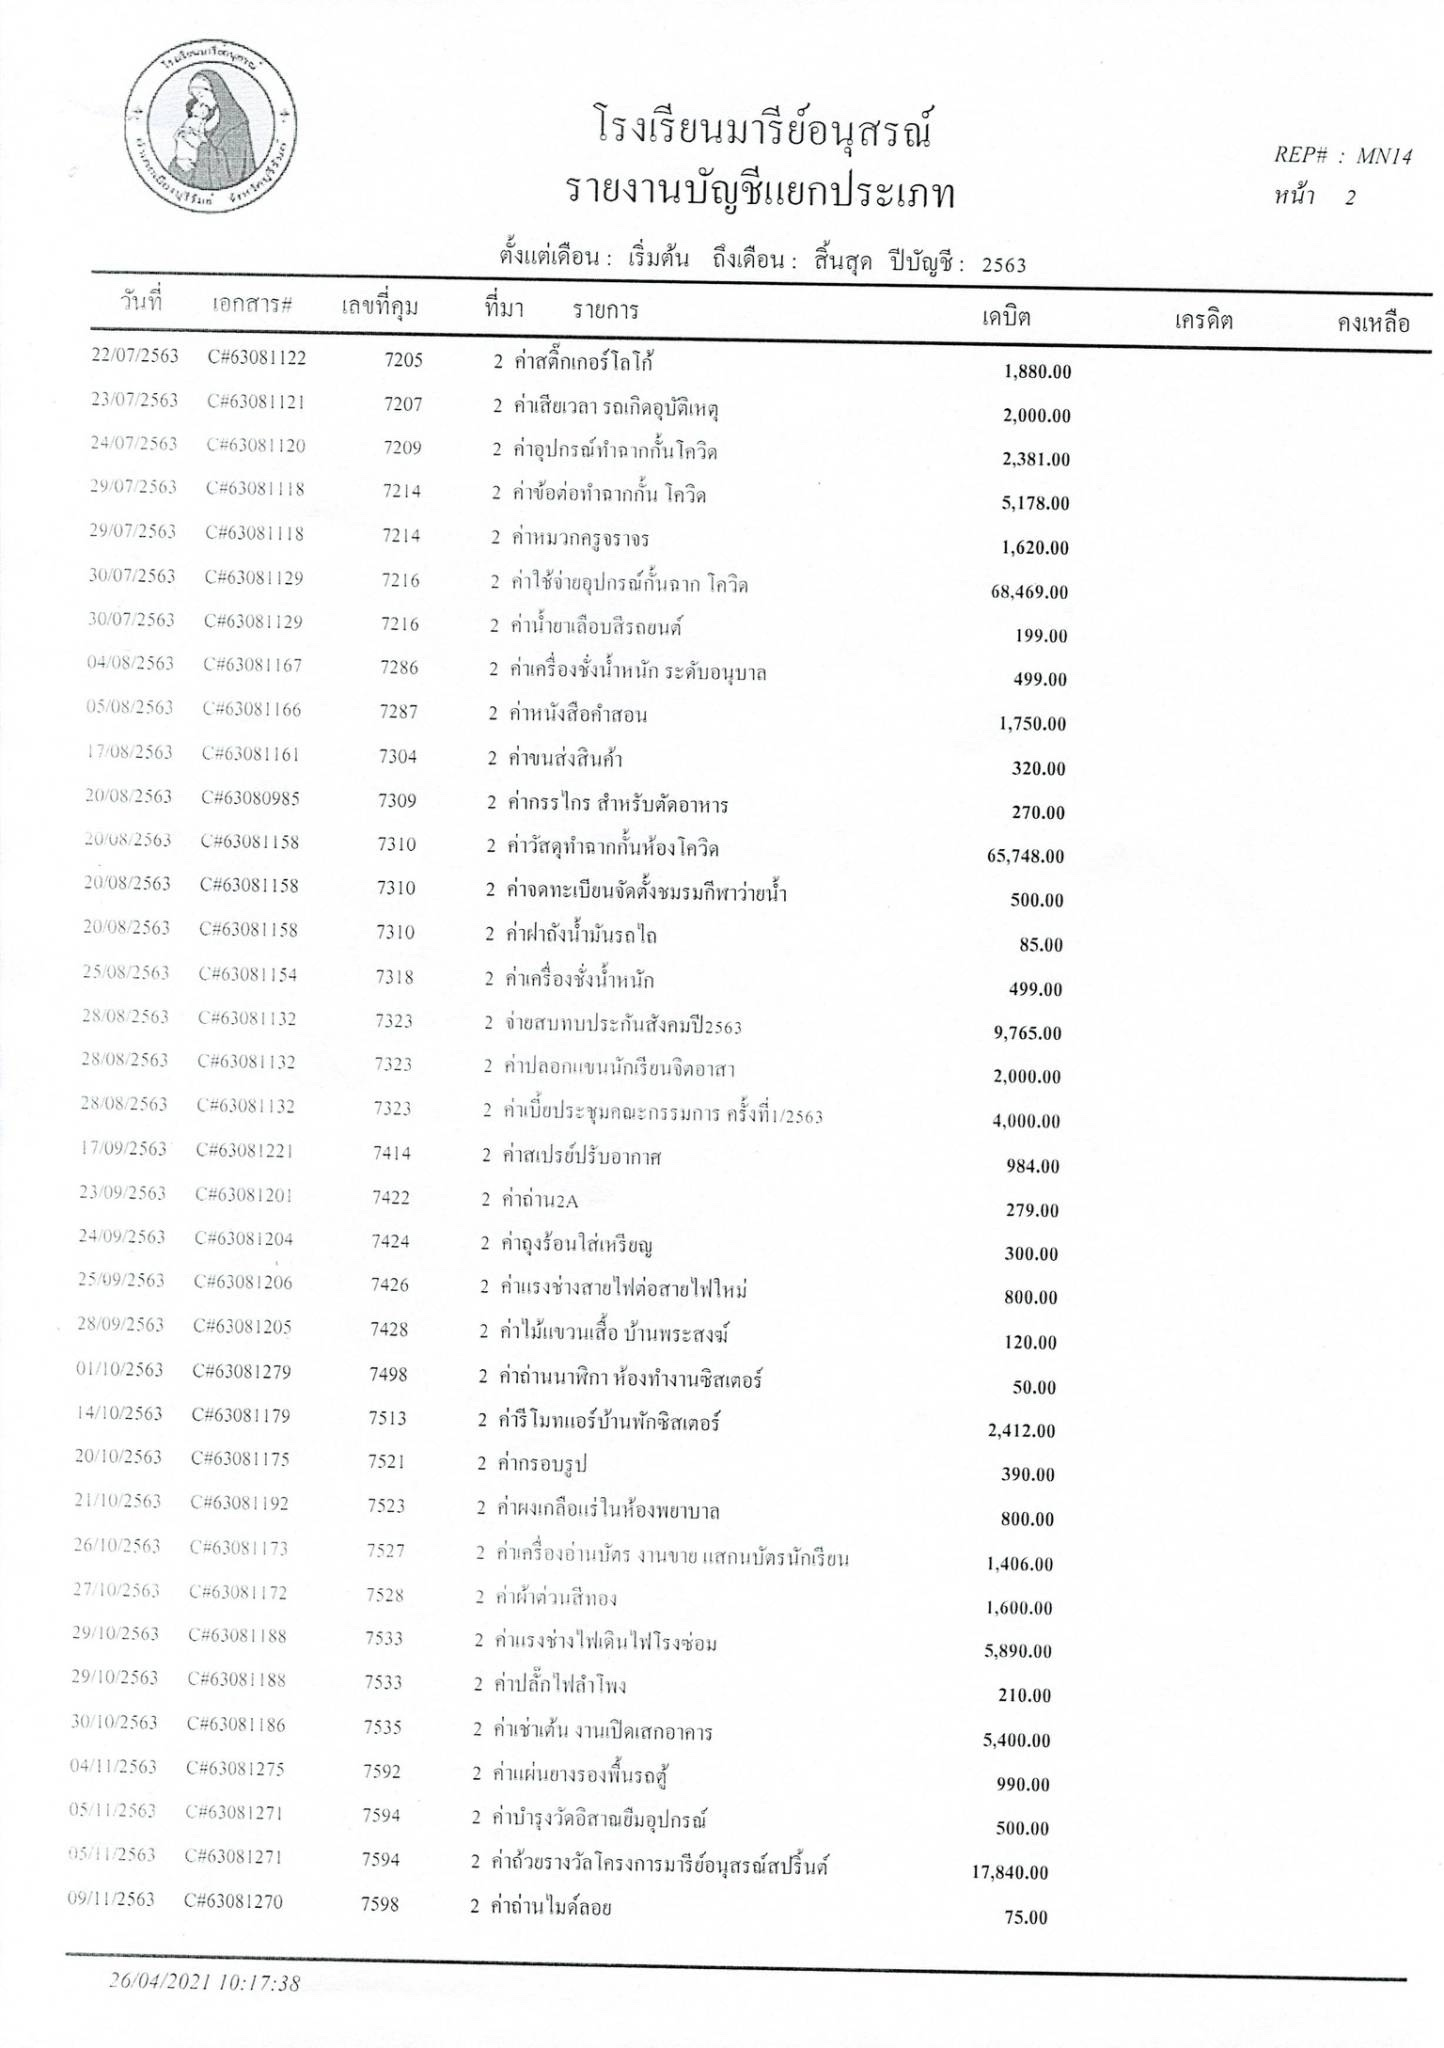 โรงเรียนมารีย์อนุสรณ์
โรงเรียนมารีย์อนุสรณ์
REP# : MN14
รายงานบัญชีแยกประเภท
หน้า 2
ตั้งแต่เดือน : เริ่มต้น ถึงเดือน : สิ้นสุด ปีบัญชี : 2563
วันที่ เอกสาร# เลขที่คุม ที่มา รายการ เดบิต เครดิต คงเหลือ
22/07/2563 C#63081122 7205 2 ค่าสติ๊กเกอร์โลโก้ 1,880.00
23/07/2563 C#63081121 7207 2 ค่าเสียเวลา รถเกิดอุบัติเหตุ 2,000.00
24/07/2563 C#63081120 7209 2 ค่าอุปกรณ์ทำฉากกั้นโควิด 2,381.00
29/07/2563 C#63081118 7214 2 ค่าข้อต่อทำฉากกั้น โควิด 5,178.00
29/07/2563 C#63081118 7214 2 ค่าหมวกครูจราจร 1,620.00
30/07/2563 C#63081129 7216 2 ค่าใช้จ่ายอุปกรณ์กั้นฉาก โควิด 68,469.00
30/07/2563 C#63081129 7216 2 ค่าน้ำยาเลือบสีรถยนต์ 199.00
04/08/2563 C#63081167 7286 2 ค่าเครื่องชั่งน้ำหนัก ระดับอนุบาล 499.00
05/08/2563 C#63081166 7287 2 ค่าหนังสือคำสอน 1,750.00
17/08/2563 C#63081161 7304 2 ค่าขนส่งสินค้า 320.00
20/08/2563 C#63080985 7309 2 ค่ากรรไกร สำหรับตัดอาหาร 270.00
20/08/2563 C#63081158 7310 2 ค่าวัสดุทำฉากกั้นห้องโควิด 65,748.00
20/08/2563 C#63081158 7310 2 ค่าจดทะเบียนจัดตั้งชมรมกีฬาว่ายน้ำ 500.00
20/08/2563 C#63081158 7310 2 ค่าฝาถังน้ำมันรถไถ 85.00
25/08/2563 C#63081154 7318 2 ค่าเครื่องชั่งน้ำหนัก 499.00
28/08/2563 C#63081132 7323 2 จ่ายสบทบประกันสังคมปี2563 9,765.00
28/08/2563 C#63081132 7323 2 ค่าปลอกแขนนักเรียนจิตอาสา 2,000.00
28/08/2563 C#63081132 7323 2 ค่าเบี้ยประชุมคณะกรรมการ ครั้งที่1/2563 4,000.00
17/09/2563 C#63081221 7414 2 ค่าสเปรย์ปรับอากาศ 984.00
23/09/2563 C#63081201 7422 2 ค่าถ่าน2A 279.00
24/09/2563 C#63081204 7424 2 ค่าถุงร้อนใส่เหรียญ 300.00
25/09/2563 C#63081206 7426 2 ค่าแรงช่างสายไฟต่อสายไฟใหม่ 800.00
28/09/2563 C#63081205 7428 2 ค่าไม้แขวนเสื้อ บ้านพระสงฆ์ 120.00
01/10/2563 C#63081279 7498 2 ค่าถ่านนาฬิกา ห้องทำงานซิสเตอร์ 50.00
14/10/2563 C#63081179 7513 2 ค่ารีโมทแอร์บ้านพักซิสเตอร์ 2,412.00
20/10/2563 C#63081175 7521 2 ค่ากรอบรูป 390.00
21/10/2563 C#63081192 7523 2 ค่าผงเกลือแร่ในห้องพยาบาล 800.00
26/10/2563 C#63081173 7527 2 ค่าเครื่องอ่านบัตร งานขาย แสกนบัตรนักเรียน 1,406.00
27/10/2563 C#63081172 7528 2 ค่าผ้าต่วนสีทอง 1,600.00
29/10/2563 C#63081188 7533 2 ค่าแรงช่างไฟเดินไฟโรงซ่อม 5,890.00
29/10/2563 C#63081188 7533 2 ค่าปลั๊กไฟลำโพง 210.00
30/10/2563 C#63081186 7535 2 ค่าเช่าเต้น งานเปิดเสกอาคาร 5,400.00
04/11/2563 C#63081275 7592 2 ค่าแผ่นยางรองพื้นรถตู้ 990.00
05/11/2563 C#63081271 7594 2 ค่าบำรุงวัดอิสาณยืมอุปกรณ์ 500.00
05/11/2563 C#63081271 7594 2 ค่าถ้วยรางวัลโครงการมารีย์อนุสรณ์สปริ้นต์ 17,840.00
09/11/2563 C#63081270 7598 2 ค่าถ่านไมค์ลอย 75.00
26/04/2021 10:17:38